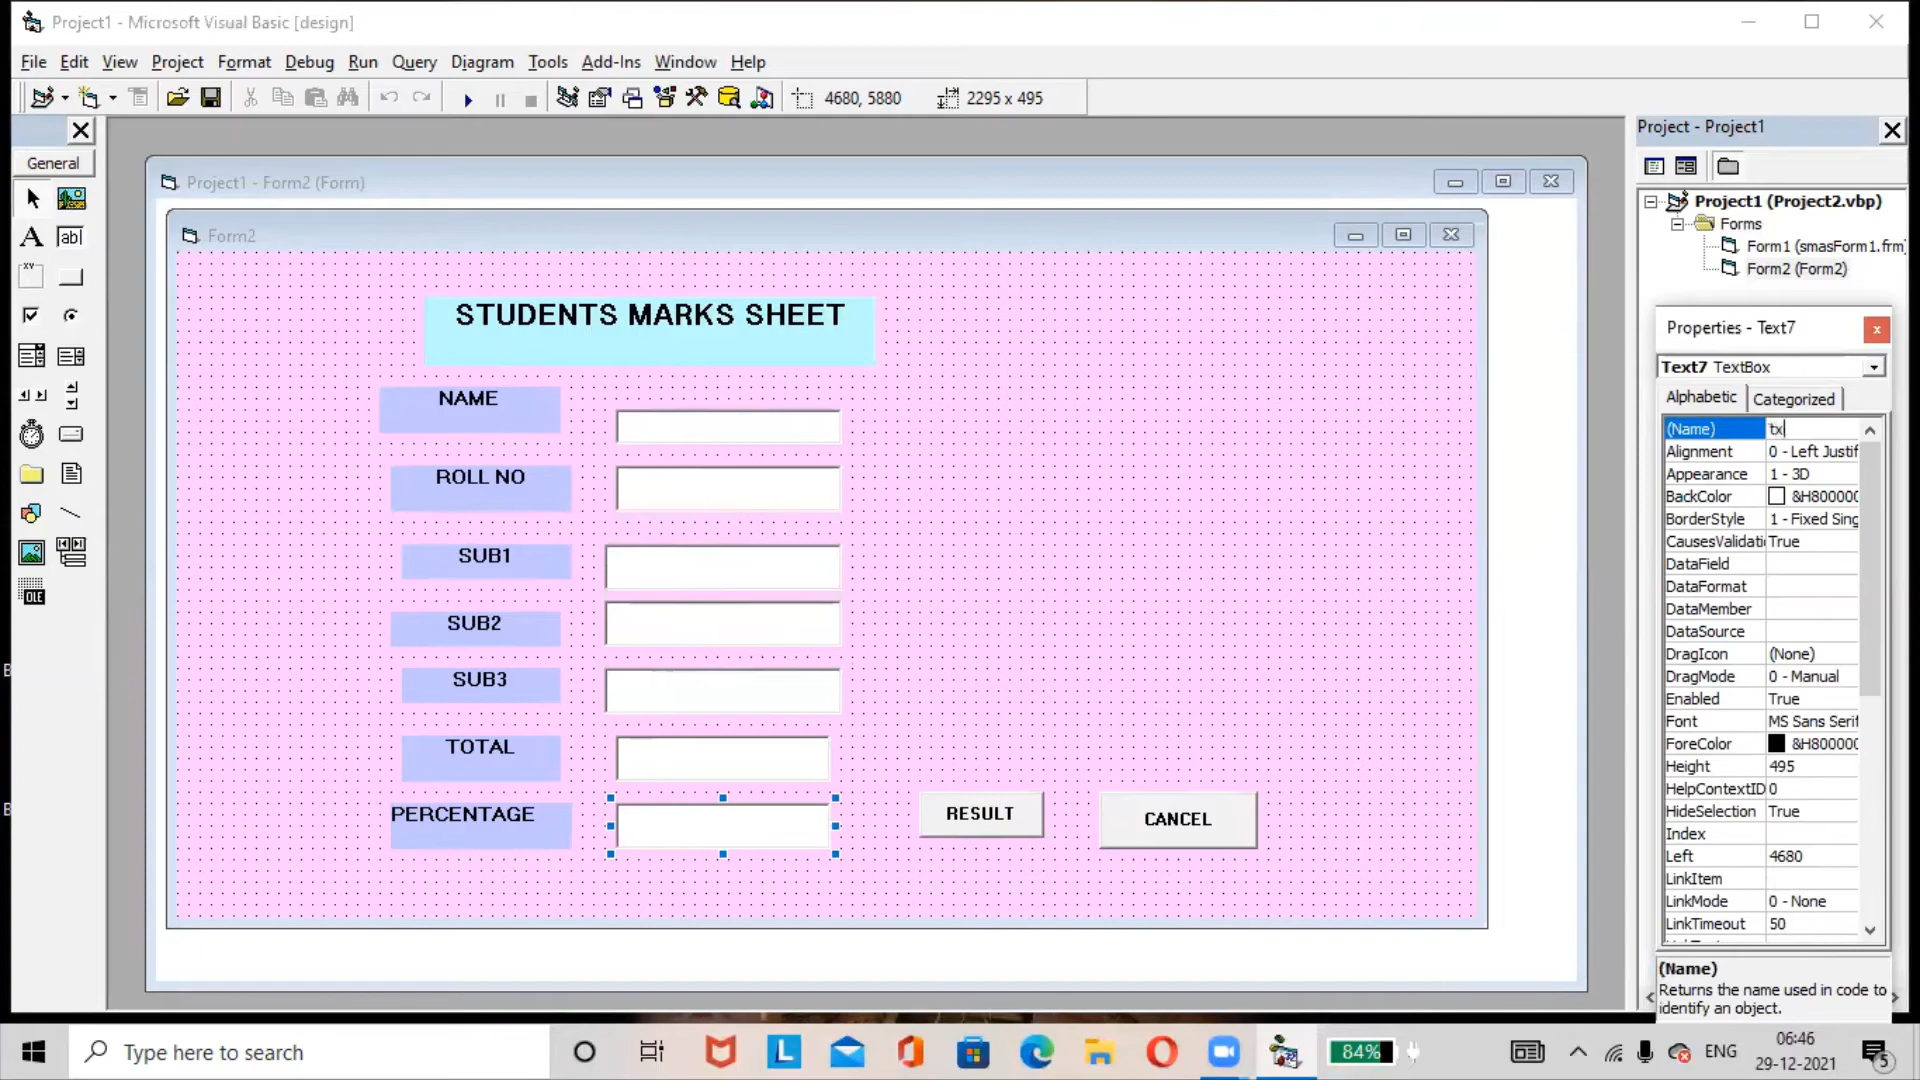 Project1 - Microsoft Visual Basic [design]
File Edit View Project Format Debug Run Query Diagram Tools Add-Ins Window Help
4680, 5880 2295 x 495
General
A
abl
XY
OLE
Project1 - Form2 (Form)
Form2
STUDENTS MARKS SHEET
NAME
ROLL NO
SUB1
SUB2
SUB3
TOTAL
PERCENTAGE
RESULT CANCEL
Project - Project1
Project1 (Project2.vbp)
Forms
Form1 (smasForm1.frm)
Form2 (Form2)
Properties - Text7
x
Text7 TextBox
Alphabetic Categorized
(Name) tx
Alignment 0 - Left Justif
Appearance 1 - 3D
BackColor &H800000
BorderStyle 1 - Fixed Sing
CausesValidati True
DataField
DataFormat
DataMember
DataSource
DragIcon (None)
DragMode 0 - Manual
Enabled True
Font MS Sans Serif
ForeColor &H800000
Height 495
HelpContextID 0
HideSelection True
Index
Left 4680
LinkItem
LinkMode 0 - None
LinkTimeout 50
(Name)
Returns the name used in code to
identify an object.
Type here to search
L
84%
ENG
06:46
29-12-2021
5